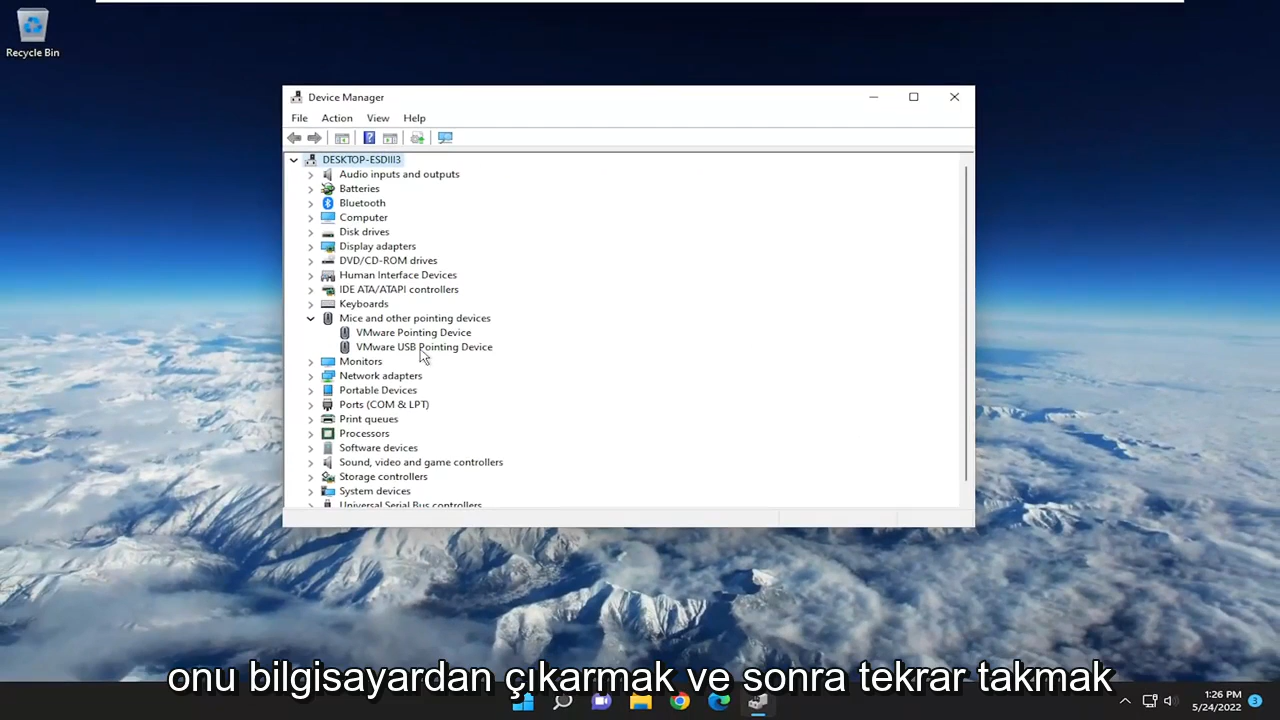 Recycle Bin
Device Manager
File Action View Help
DESKTOP-ESDIII3
Audio inputs and outputs
Batteries
Bluetooth
Computer
Disk drives
Display adapters
DVD/CD-ROM drives
Human Interface Devices
IDE ATA/ATAPI controllers
Keyboards
Mice and other pointing devices
VMware Pointing Device
VMware USB Pointing Device
Monitors
Network adapters
Portable Devices
Ports (COM & LPT)
Print queues
Processors
Software devices
Sound, video and game controllers
Storage controllers
System devices
Universal Serial Bus controllers
onu bilgisayardan çıkarmak ve sonra tekrar takmak
1:26 PM
5/24/2022
3